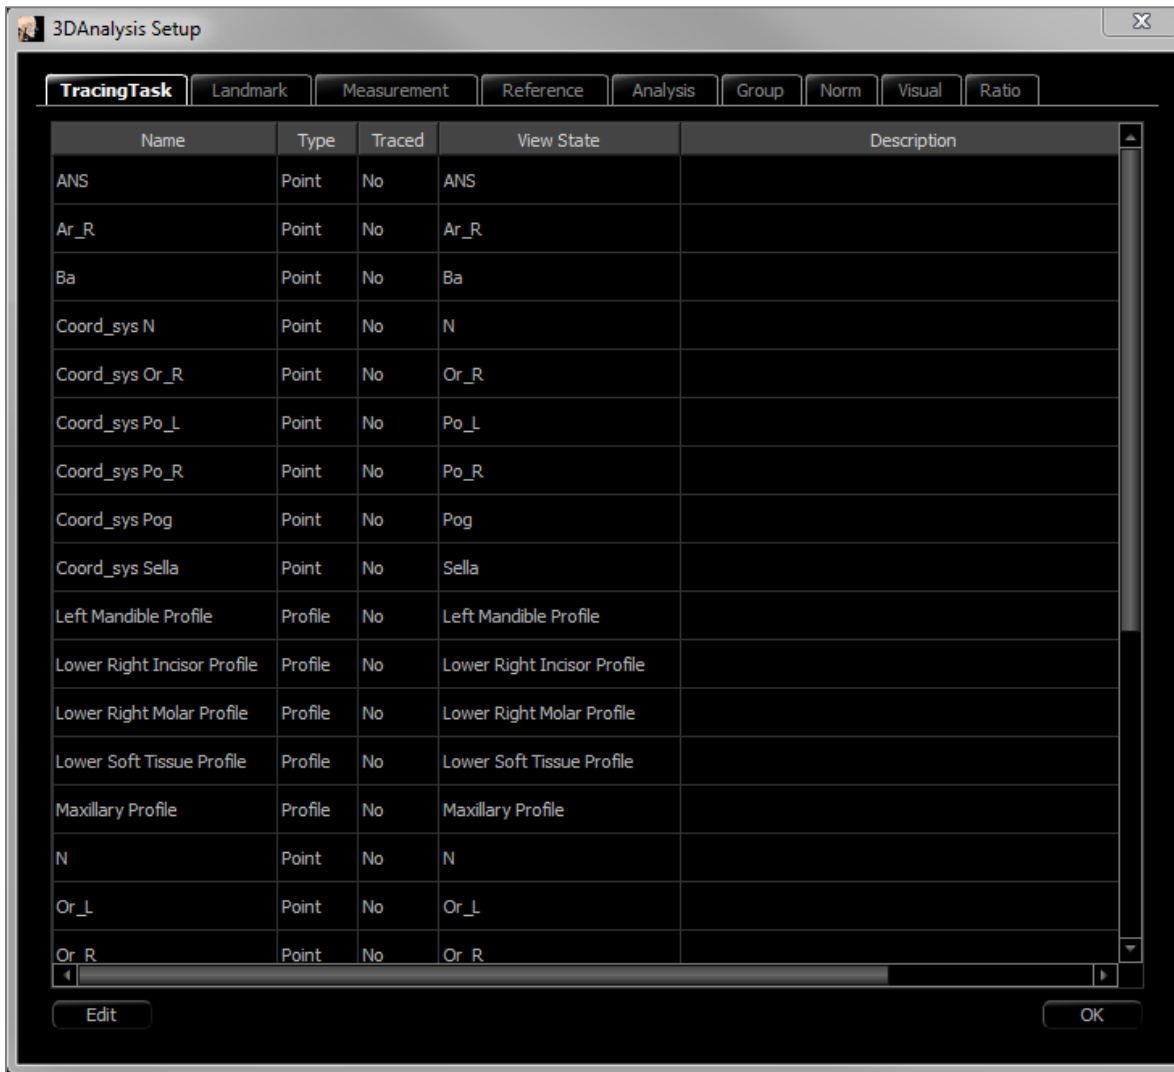 3DAnalysis Setup
TracingTask Landmark Measurement Reference Analysis Group Norm Visual Ratio
Name Type Traced View State Description
ANS Point No ANS
Ar_R Point No Ar_R
Ba Point No Ba
Coord_sys N Point No N
Coord_sys Or_R Point No Or_R
Coord_sys Po_L Point No Po_L
Coord_sys Po_R Point No Po_R
Coord_sys Pog Point No Pog
Coord_sys Sella Point No Sella
Left Mandible Profile Profile No Left Mandible Profile
Lower Right Incisor Profile Profile No Lower Right Incisor Profile
Lower Right Molar Profile Profile No Lower Right Molar Profile
Lower Soft Tissue Profile Profile No Lower Soft Tissue Profile
Maxillary Profile Profile No Maxillary Profile
N Point No N
Or_L Point No Or_L
Or_R Point No Or_R
Edit OK